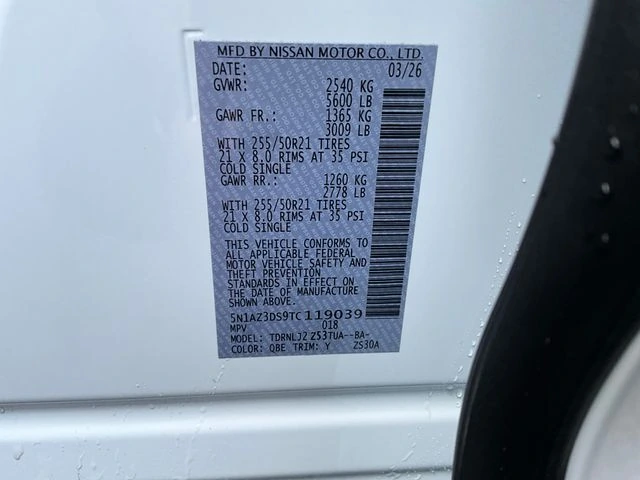 MFD BY NISSAN MOTOR CO., LTD.
DATE: 03/26
GVWR: 2540 KG
5600 LB
GAWR FR.: 1365 KG
3009 LB
WITH 255/50R21 TIRES
21 X 8.0 RIMS AT 35 PSI
COLD SINGLE
GAWR RR.: 1260 KG
2778 LB
WITH 255/50R21 TIRES
21 X 8.0 RIMS AT 35 PSI
COLD SINGLE
THIS VEHICLE CONFORMS TO
ALL APPLICABLE FEDERAL
MOTOR VEHICLE SAFETY AND
THEFT PREVENTION
STANDARDS IN EFFECT ON
THE DATE OF MANUFACTURE
SHOWN ABOVE.
5N1AZ3DS9TC119039
MPV 018
MODEL: TDRNLJZ Z53TUA--BA-
COLOR: QBE TRIM: Y ZS30A